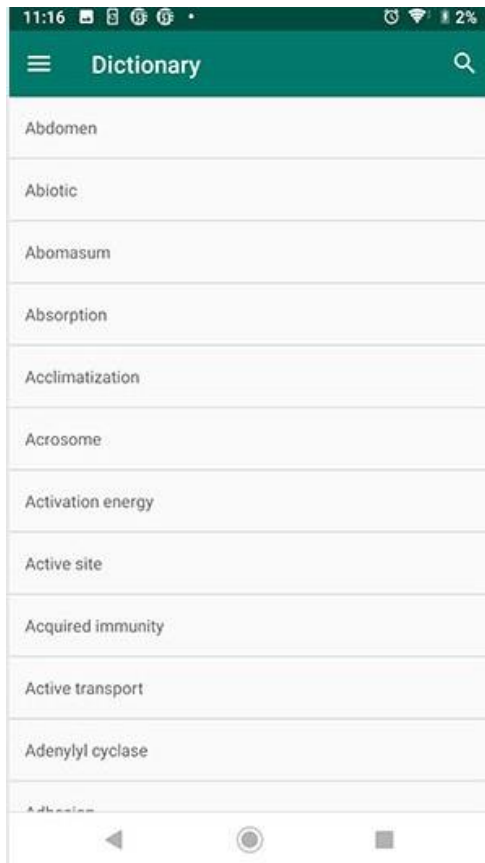 11:16
2%
Dictionary
Abdomen
Abiotic
Abomasum
Absorption
Acclimatization
Acrosome
Activation energy
Active site
Acquired immunity
Active transport
Adenylyl cyclase